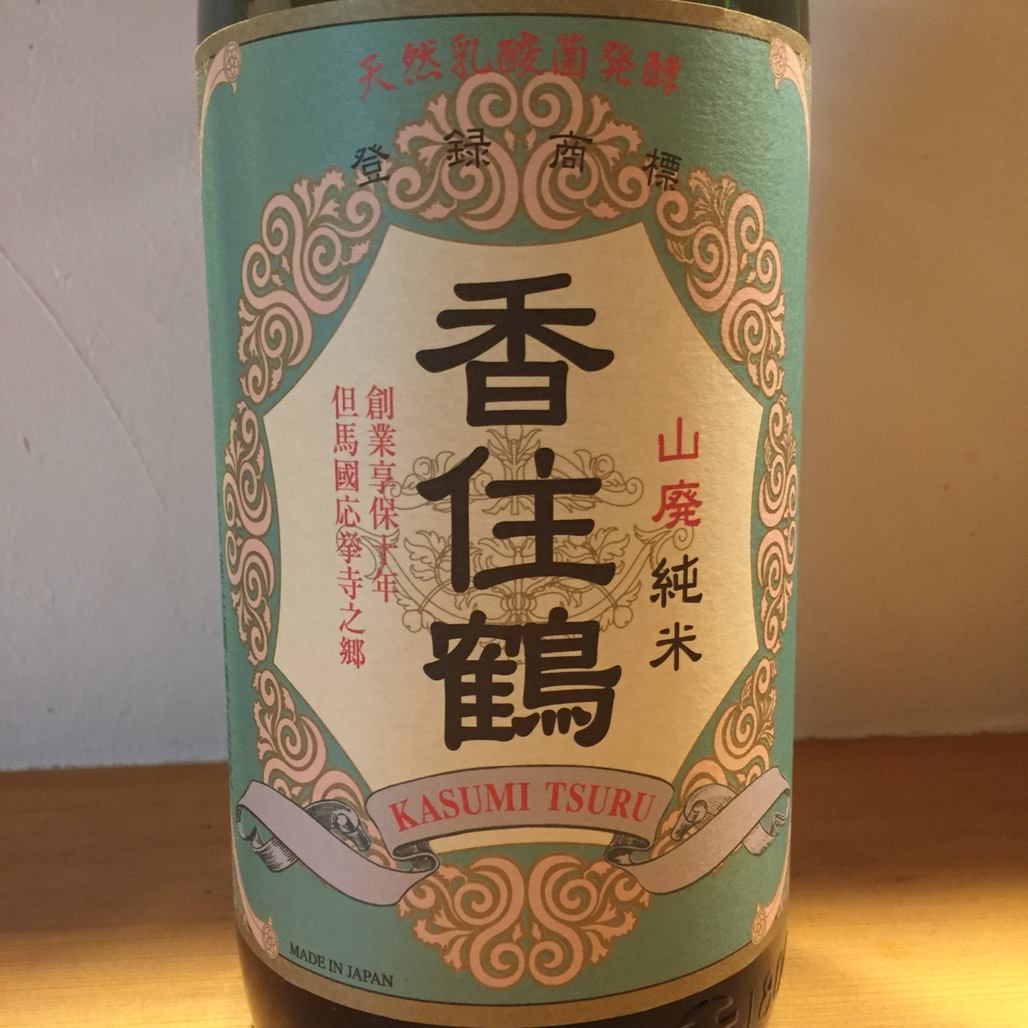 天然乳酸菌発酵
登録商標
香住鶴
山廃純米
創業享保十年
但馬國応挙寺之郷
KASUMI TSURU
MADE IN JAPAN